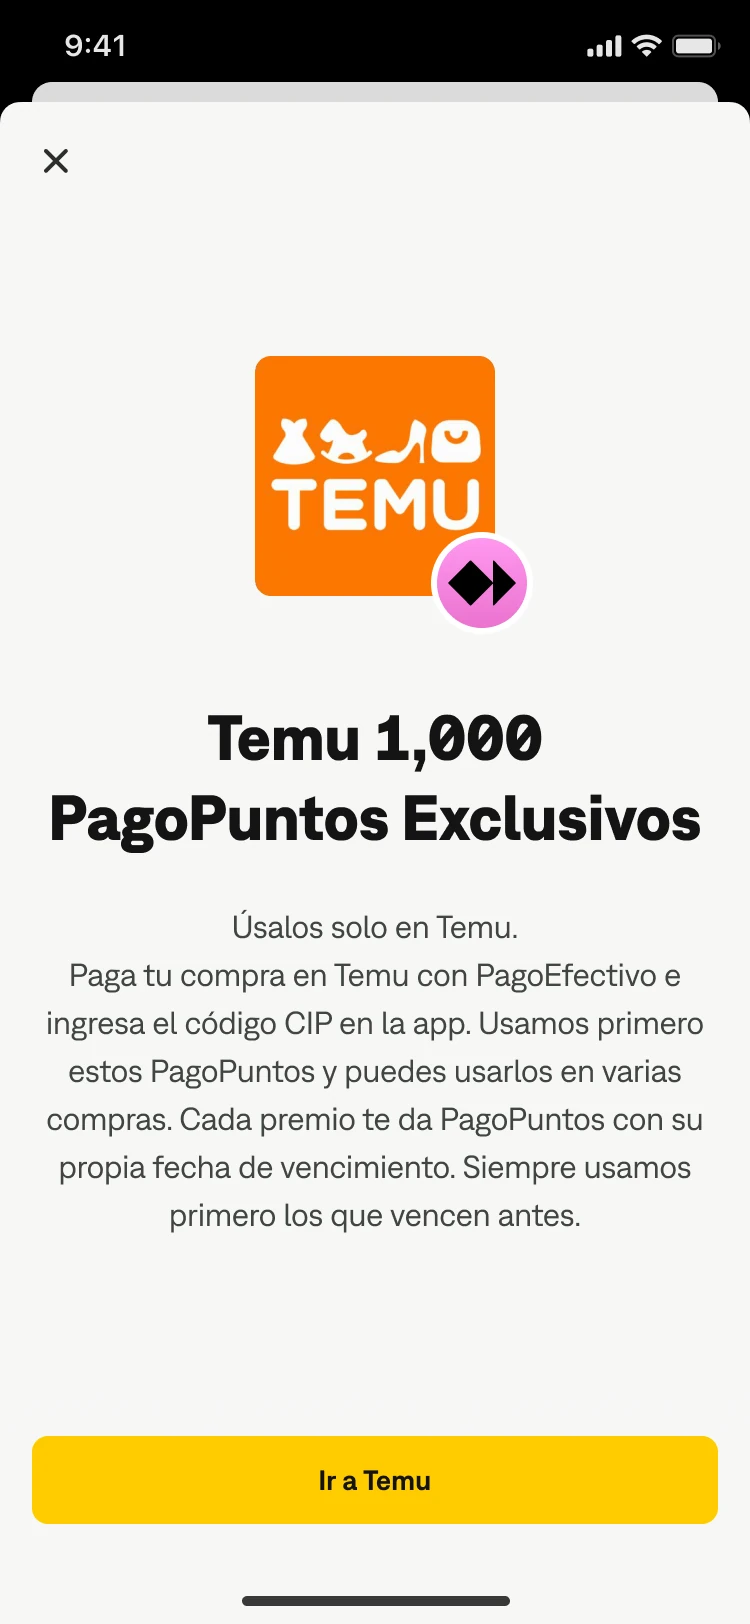 9:41
TEMU
Temu 1,000
PagoPuntos Exclusivos
Úsalos solo en Temu.
Paga tu compra en Temu con PagoEfectivo e
ingresa el código CIP en la app. Usamos primero
estos PagoPuntos y puedes usarlos en varias
compras. Cada premio te da PagoPuntos con su
propia fecha de vencimiento. Siempre usamos
primero los que vencen antes.
Ir a Temu